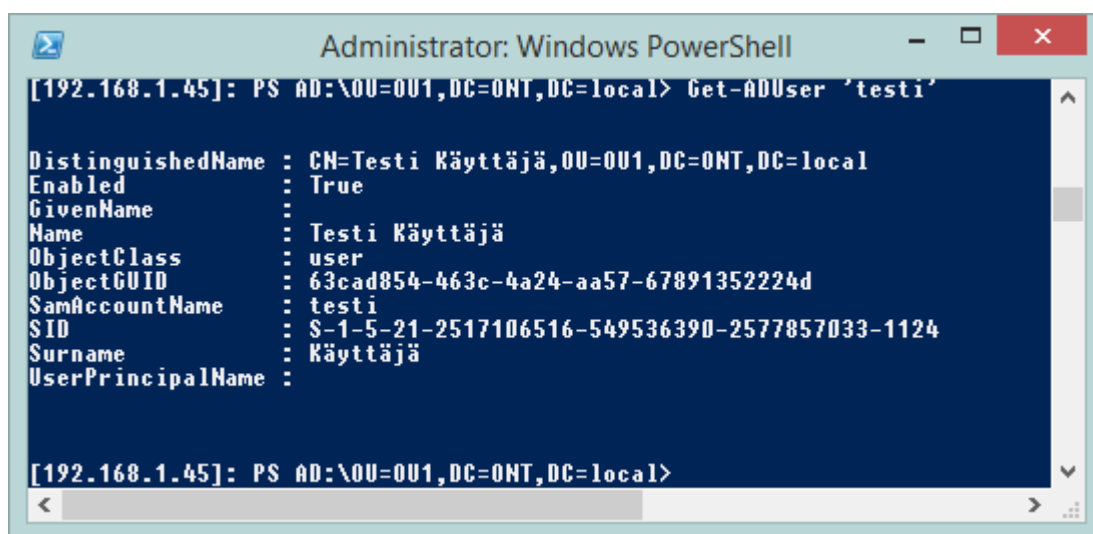 Administrator: Windows PowerShell
[192.168.1.45]: PS AD:\OU=OU1,DC=ONT,DC=local> Get-ADUser 'testi'
DistinguishedName : CN=Testi Käyttäjä,OU=OU1,DC=ONT,DC=local
Enabled : True
GivenName :
Name : Testi Käyttäjä
ObjectClass : user
ObjectGUID : 63cad854-463c-4a24-aa57-67891352224d
SamAccountName : testi
SID : S-1-5-21-2517106516-549536390-2577857033-1124
Surname : Käyttäjä
UserPrincipalName :
[192.168.1.45]: PS AD:\OU=OU1,DC=ONT,DC=local>